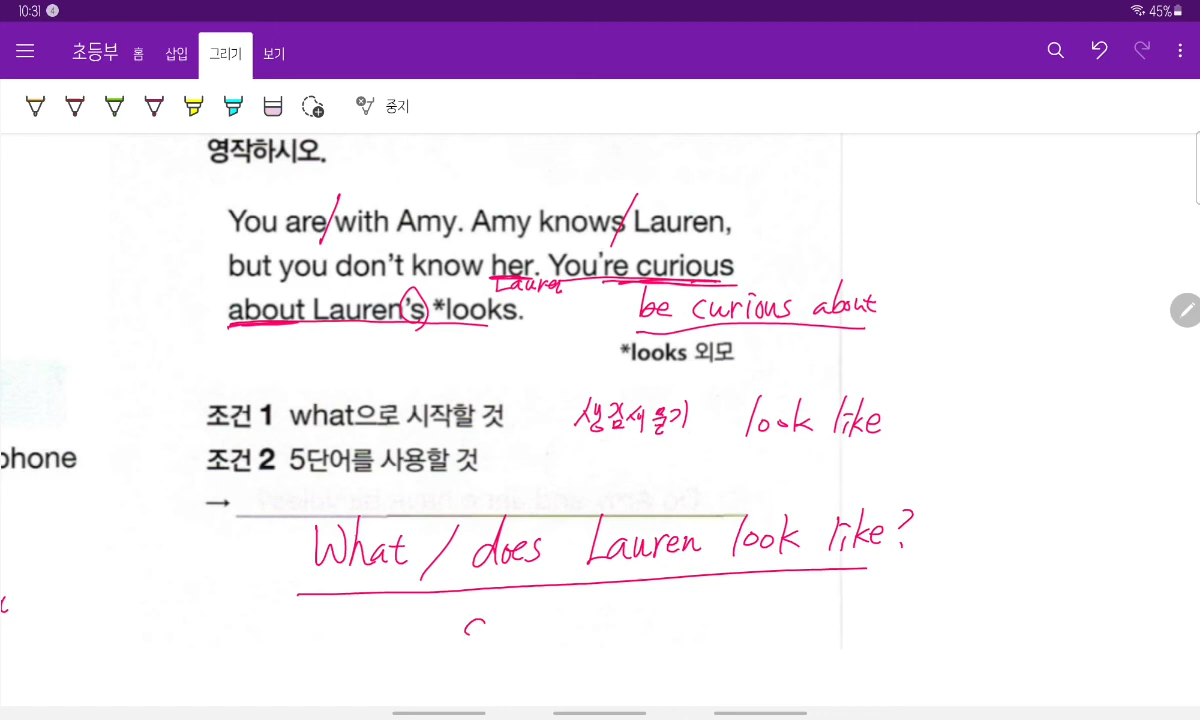 10:31 4 45%
초등부 홈 삽입 그리기 보기
중지
영작하시오.
You are with Amy. Amy knows Lauren,
but you don't know her. You're curious
Lauren
about Lauren's *looks.
be curious about
*looks 외모
조건 1 what으로 시작할 것
생김새 묻기 look like
phone
조건 2 5단어를 사용할 것
→
What / does Lauren look like?